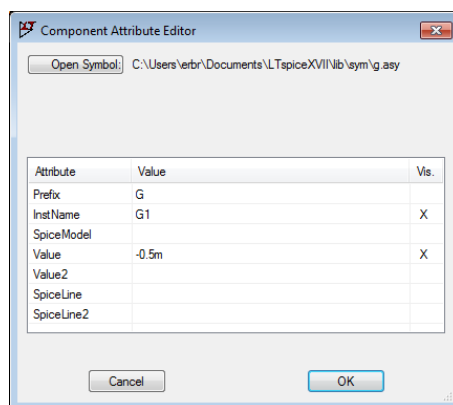 Component Attribute Editor
Open Symbol: C:\Users\erbr\Documents\LTspiceXVII\lib\sym\g.asy
Attribute Value Vis.
Prefix G
InstName G1 X
SpiceModel
Value -0.5m X
Value2
SpiceLine
SpiceLine2
Cancel OK